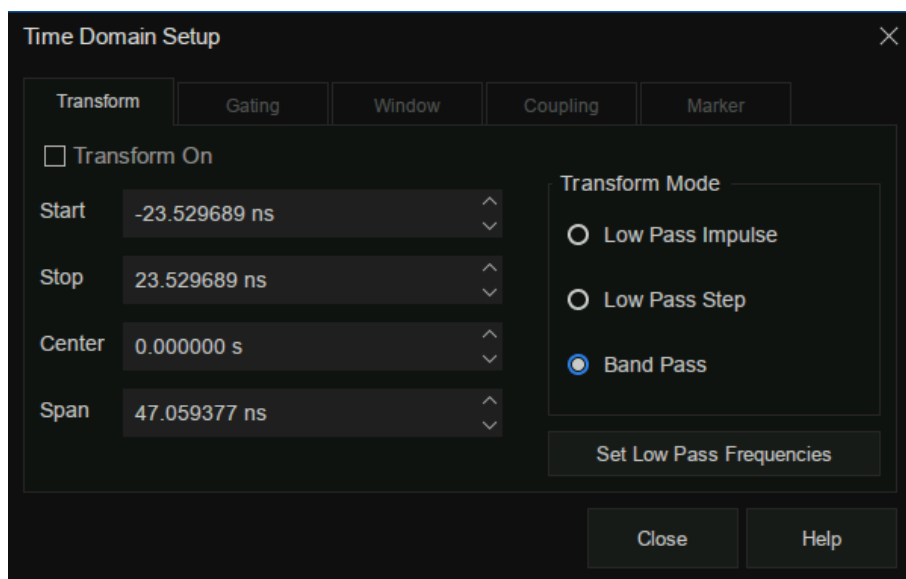 Time Domain Setup
Transform
Gating
Window
Coupling
Marker
Transform On
Start
-23.529689 ns
Stop
23.529689 ns
Center
0.000000 s
Span
47.059377 ns
Transform Mode
Low Pass Impulse
Low Pass Step
Band Pass
Set Low Pass Frequencies
Close
Help